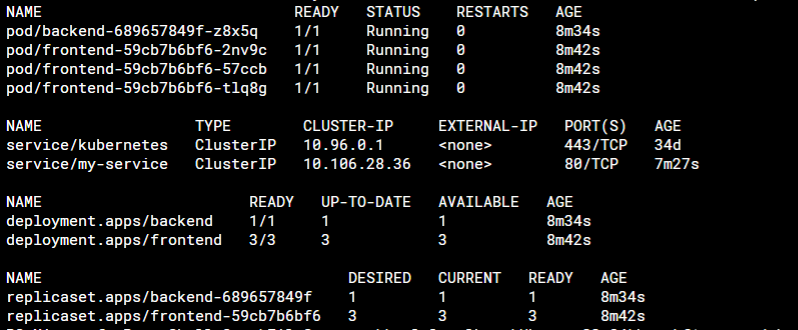 NAME READY STATUS RESTARTS AGE
pod/backend-689657849f-z8x5q 1/1 Running 0 8m34s
pod/frontend-59cb7b6bf6-2nv9c 1/1 Running 0 8m42s
pod/frontend-59cb7b6bf6-57ccb 1/1 Running 0 8m42s
pod/frontend-59cb7b6bf6-tlq8g 1/1 Running 0 8m42s
NAME TYPE CLUSTER-IP EXTERNAL-IP PORT(S) AGE
service/kubernetes ClusterIP 10.96.0.1 <none> 443/TCP 34d
service/my-service ClusterIP 10.106.28.36 <none> 80/TCP 7m27s
NAME READY UP-TO-DATE AVAILABLE AGE
deployment.apps/backend 1/1 1 1 8m34s
deployment.apps/frontend 3/3 3 3 8m42s
NAME DESIRED CURRENT READY AGE
replicaset.apps/backend-689657849f 1 1 1 8m34s
replicaset.apps/frontend-59cb7b6bf6 3 3 3 8m42s